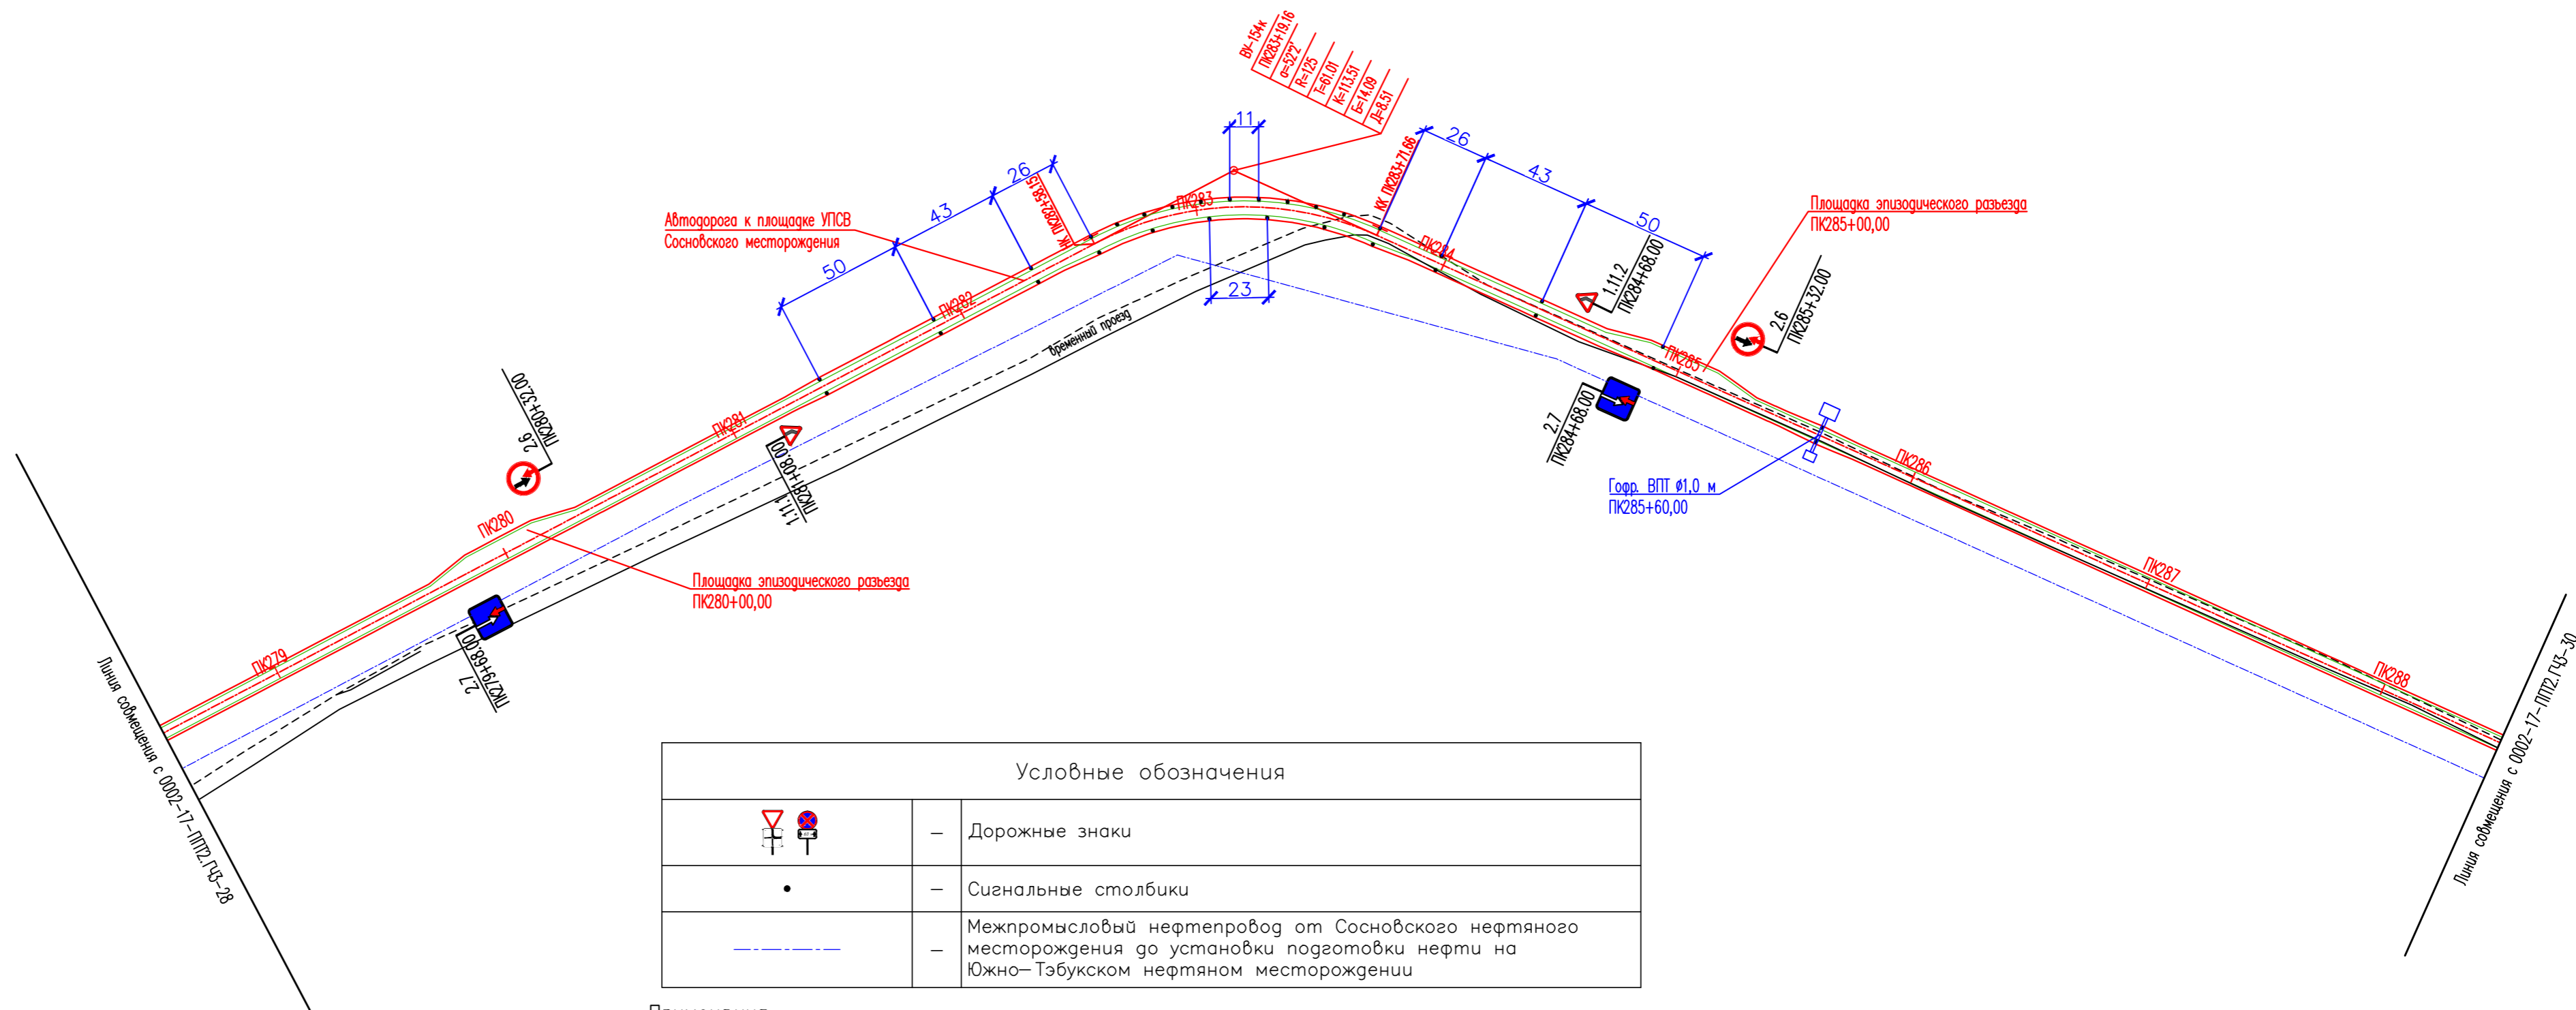 ВУ-154к
ПК283+19.16
α=52°2'
R=125
Т=61.01
К=113.51
Б=14.09
Д=8.51
11
26
43
50
НК ПК282+58.15
КК ПК283+71.66
26
43
50
23
Автодорога к площадке УПСВ
Сосновского месторождения
Площадка эпизодического разъезда
ПК285+00,00
1.11.2
ПК284+68.00
2.6
ПК285+32.00
ПК283
ПК284
ПК282
ПК285
временный проезд
ПК281
2.6
ПК280+32.00
1.11.1
ПК281+08.00
2.7
ПК284+68.00
Гофр. ВПТ ø1,0 м
ПК285+60,00
ПК286
ПК280
ПК287
Площадка эпизодического разъезда
ПК280+00,00
2.7
ПК279+68.00
ПК279
ПК288
Линия совмещения с 0002-17-ППТ2.ГЧ3-28
Линия совмещения с 0002-17-ППТ2.ГЧ3-30
Условные обозначения
– Дорожные знаки
– Сигнальные столбики
– Межпромысловый нефтепровод от Сосновского нефтяного
месторождения до установки подготовки нефти на
Южно-Тэбукском нефтяном месторождении